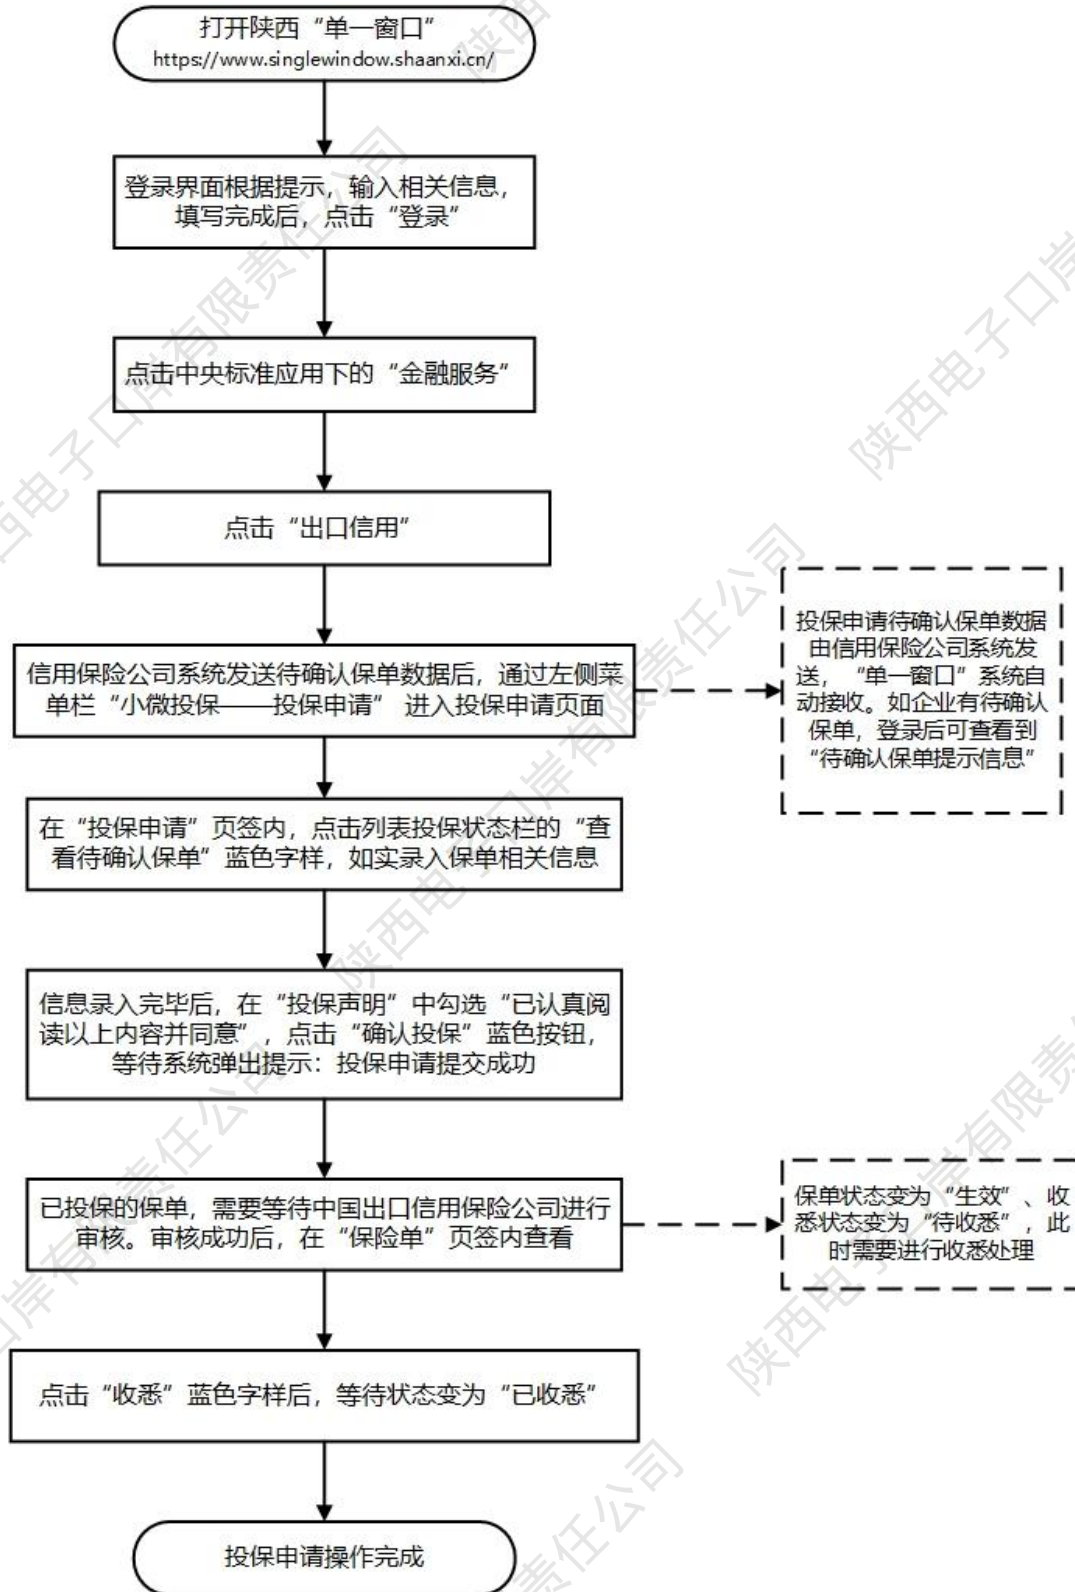 打开陕西“单一窗口”
https://www.singlewindow.shaanxi.cn/
登录界面根据提示，输入相关信息，
填写完成后，点击“登录”
点击中央标准应用下的“金融服务”
点击“出口信用”
信用保险公司系统发送待确认保单数据后，通过左侧菜
单栏“小微投保——投保申请” 进入投保申请页面
投保申请待确认保单数据
由信用保险公司系统发
送，“单一窗口”系统自
动接收。如企业有待确认
保单，登录后可查看到
“待确认保单提示信息”
在“投保申请”页签内，点击列表投保状态栏的“查
看待确认保单”蓝色字样，如实录入保单相关信息
信息录入完毕后，在“投保声明”中勾选“已认真阅
读以上内容并同意”，点击“确认投保”蓝色按钮，
等待系统弹出提示：投保申请提交成功
已投保的保单，需要等待中国出口信用保险公司进行
审核。审核成功后，在“保险单”页签内查看
保单状态变为“生效”、收
悉状态变为“待收悉”，此
时需要进行收悉处理
点击“收悉”蓝色字样后，等待状态变为“已收悉”
投保申请操作完成
陕西电子口岸有限责任公司